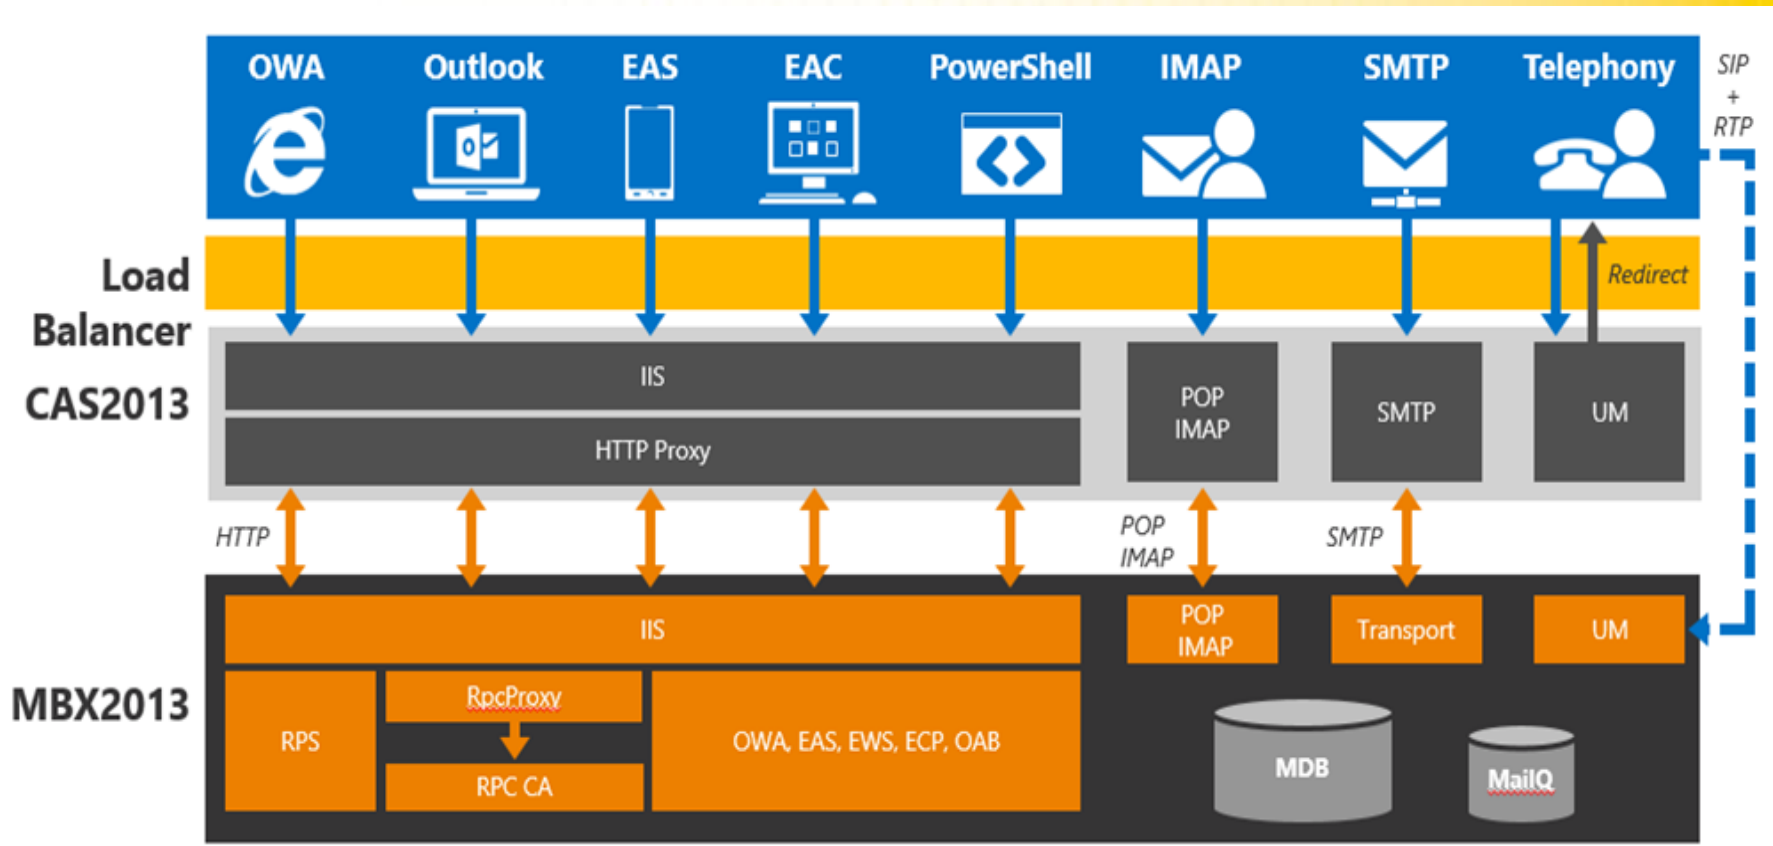 OWA
Outlook
EAS
EAC
PowerShell
IMAP
SMTP
Telephony
SIP
+
RTP
Load
Balancer
Redirect
CAS2013
IIS
HTTP Proxy
POP
IMAP
SMTP
UM
HTTP
POP
IMAP
SMTP
MBX2013
IIS
POP
IMAP
Transport
UM
RPS
RpcProxy
RPC CA
OWA, EAS, EWS, ECP, OAB
MDB
MailQ